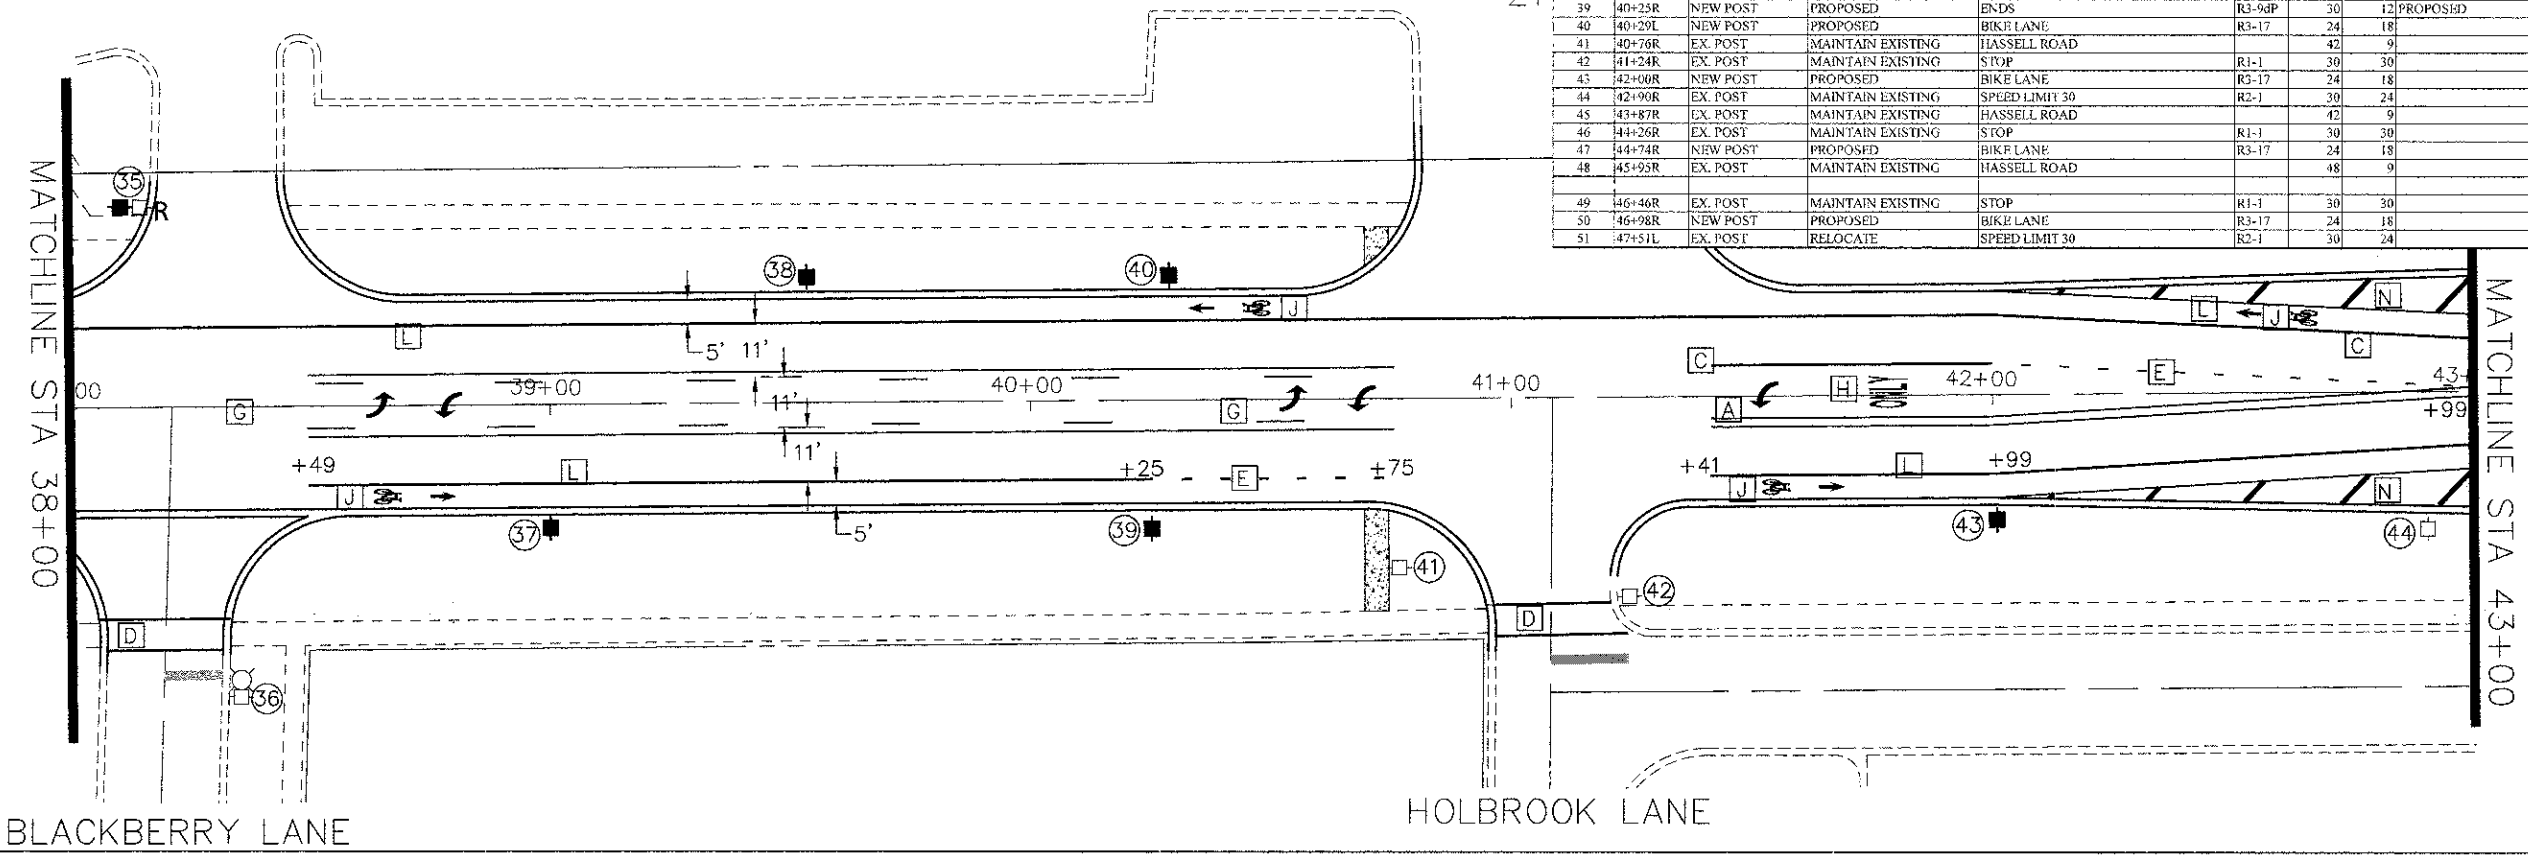 39 40+25R NEW POST PROPOSED ENDS R3-9dP 30 12 PROPOSED
40 40+29L NEW POST PROPOSED BIKE LANE R3-17 24 18
41 40+76R EX. POST MAINTAIN EXISTING HASSELL ROAD 42 9
42 41+24R EX. POST MAINTAIN EXISTING STOP R1-1 30 30
43 42+00R NEW POST PROPOSED BIKE LANE R3-17 24 18
44 42+90R EX. POST MAINTAIN EXISTING SPEED LIMIT 30 R2-1 30 24
45 43+87R EX. POST MAINTAIN EXISTING HASSELL ROAD 42 9
46 44+26R EX. POST MAINTAIN EXISTING STOP R1-1 30 30
47 44+74R NEW POST PROPOSED BIKE LANE R3-17 24 18
48 45+95R EX. POST MAINTAIN EXISTING HASSELL ROAD 48 9
49 46+46R EX. POST MAINTAIN EXISTING STOP R1-1 30 30
50 46+98R NEW POST PROPOSED BIKE LANE R3-17 24 18
51 47+51L EX. POST RELOCATE SPEED LIMIT 30 R2-1 30 24
MATCHLINE STA 38+00
35 R
38
40
J
L
5' 11'
N
L J
C
C
E
00
39+00
40+00
41+00
42+00
43+
H
ONLY
G
11'
G
A
+99
11'
+49
L
+25
E
+75
+41
L
+99
J
J
N
37
39
5'
43
44
41
42
D
D
36
MATCHLINE STA 43+00
HOLBROOK LANE
BLACKBERRY LANE